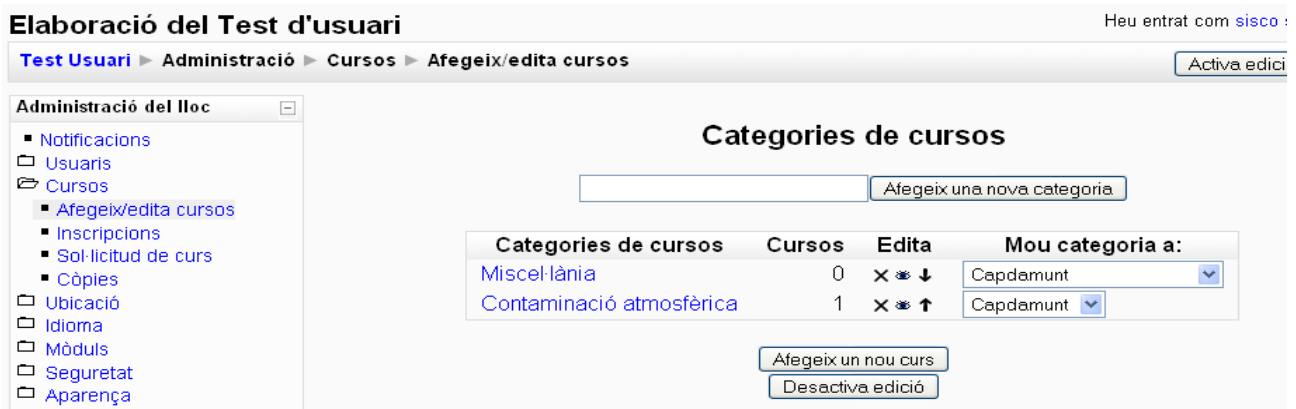 Elaboració del Test d'usuari
Heu entrat com sisco
Test Usuari ► Administració ► Cursos ► Afegeix/edita cursos
Activa edici
Administració del lloc
Notificacions
Usuaris
Cursos
Afegeix/edita cursos
Inscripcions
Sol·licitud de curs
Còpies
Ubicació
Idioma
Mòduls
Seguretat
Aparença
Categories de cursos
Afegeix una nova categoria
Categories de cursos Cursos Edita Mou categoria a:
Miscel·lània 0 Capdamunt
Contaminació atmosfèrica 1 Capdamunt
Afegeix un nou curs
Desactiva edició